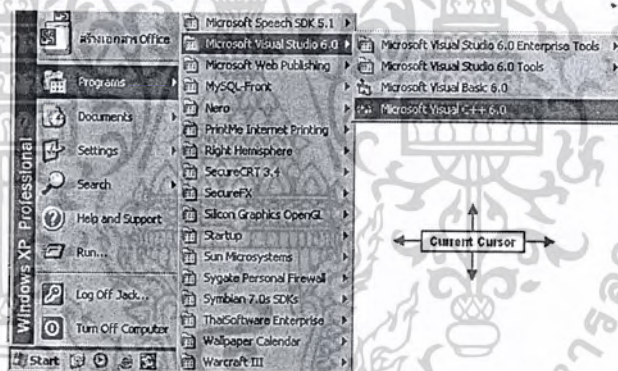 สร้างเอกสาร Office
Programs
Documents
Settings
Search
Help and Support
Run...
Log Off Jack...
Turn Off Computer
Windows XP Professional
Start
Microsoft Speech SDK 5.1
Microsoft Visual Studio 6.0
Microsoft Web Publishing
MySQL-Front
Nero
PrintMe Internet Printing
Right Hemisphere
SecureCRT 3.4
SecureFX
Silicon Graphics OpenGL
Startup
Sun Microsystems
Sygate Personal Firewall
Symbian 7.0s SDKs
ThaiSoftware Enterprise
Wallpaper Calendar
Warcraft III
Microsoft Visual Studio 6.0 Enterprise Tools
Microsoft Visual Studio 6.0 Tools
Microsoft Visual Basic 6.0
Microsoft Visual C++ 6.0
Current Cursor